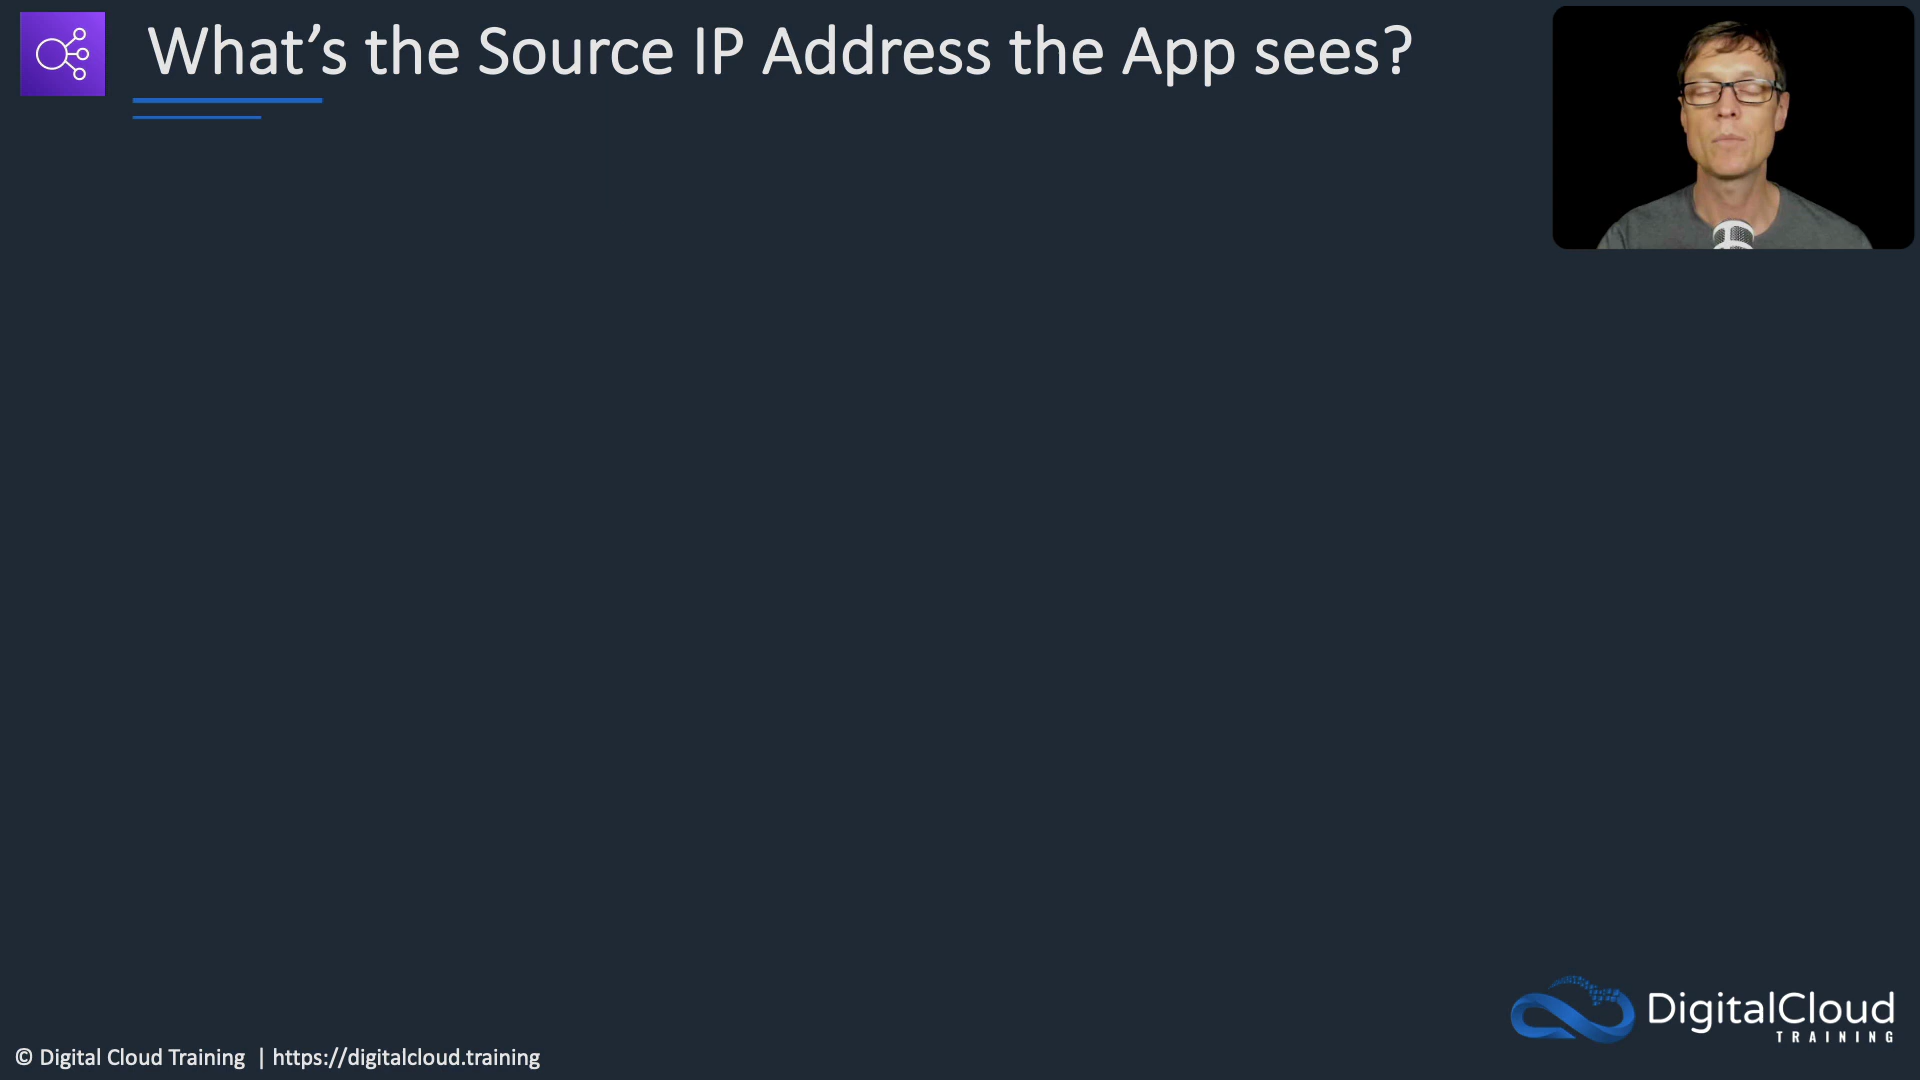 What’s the Source IP Address the App sees?
DigitalCloud
TRAINING
© Digital Cloud Training | https://digitalcloud.training